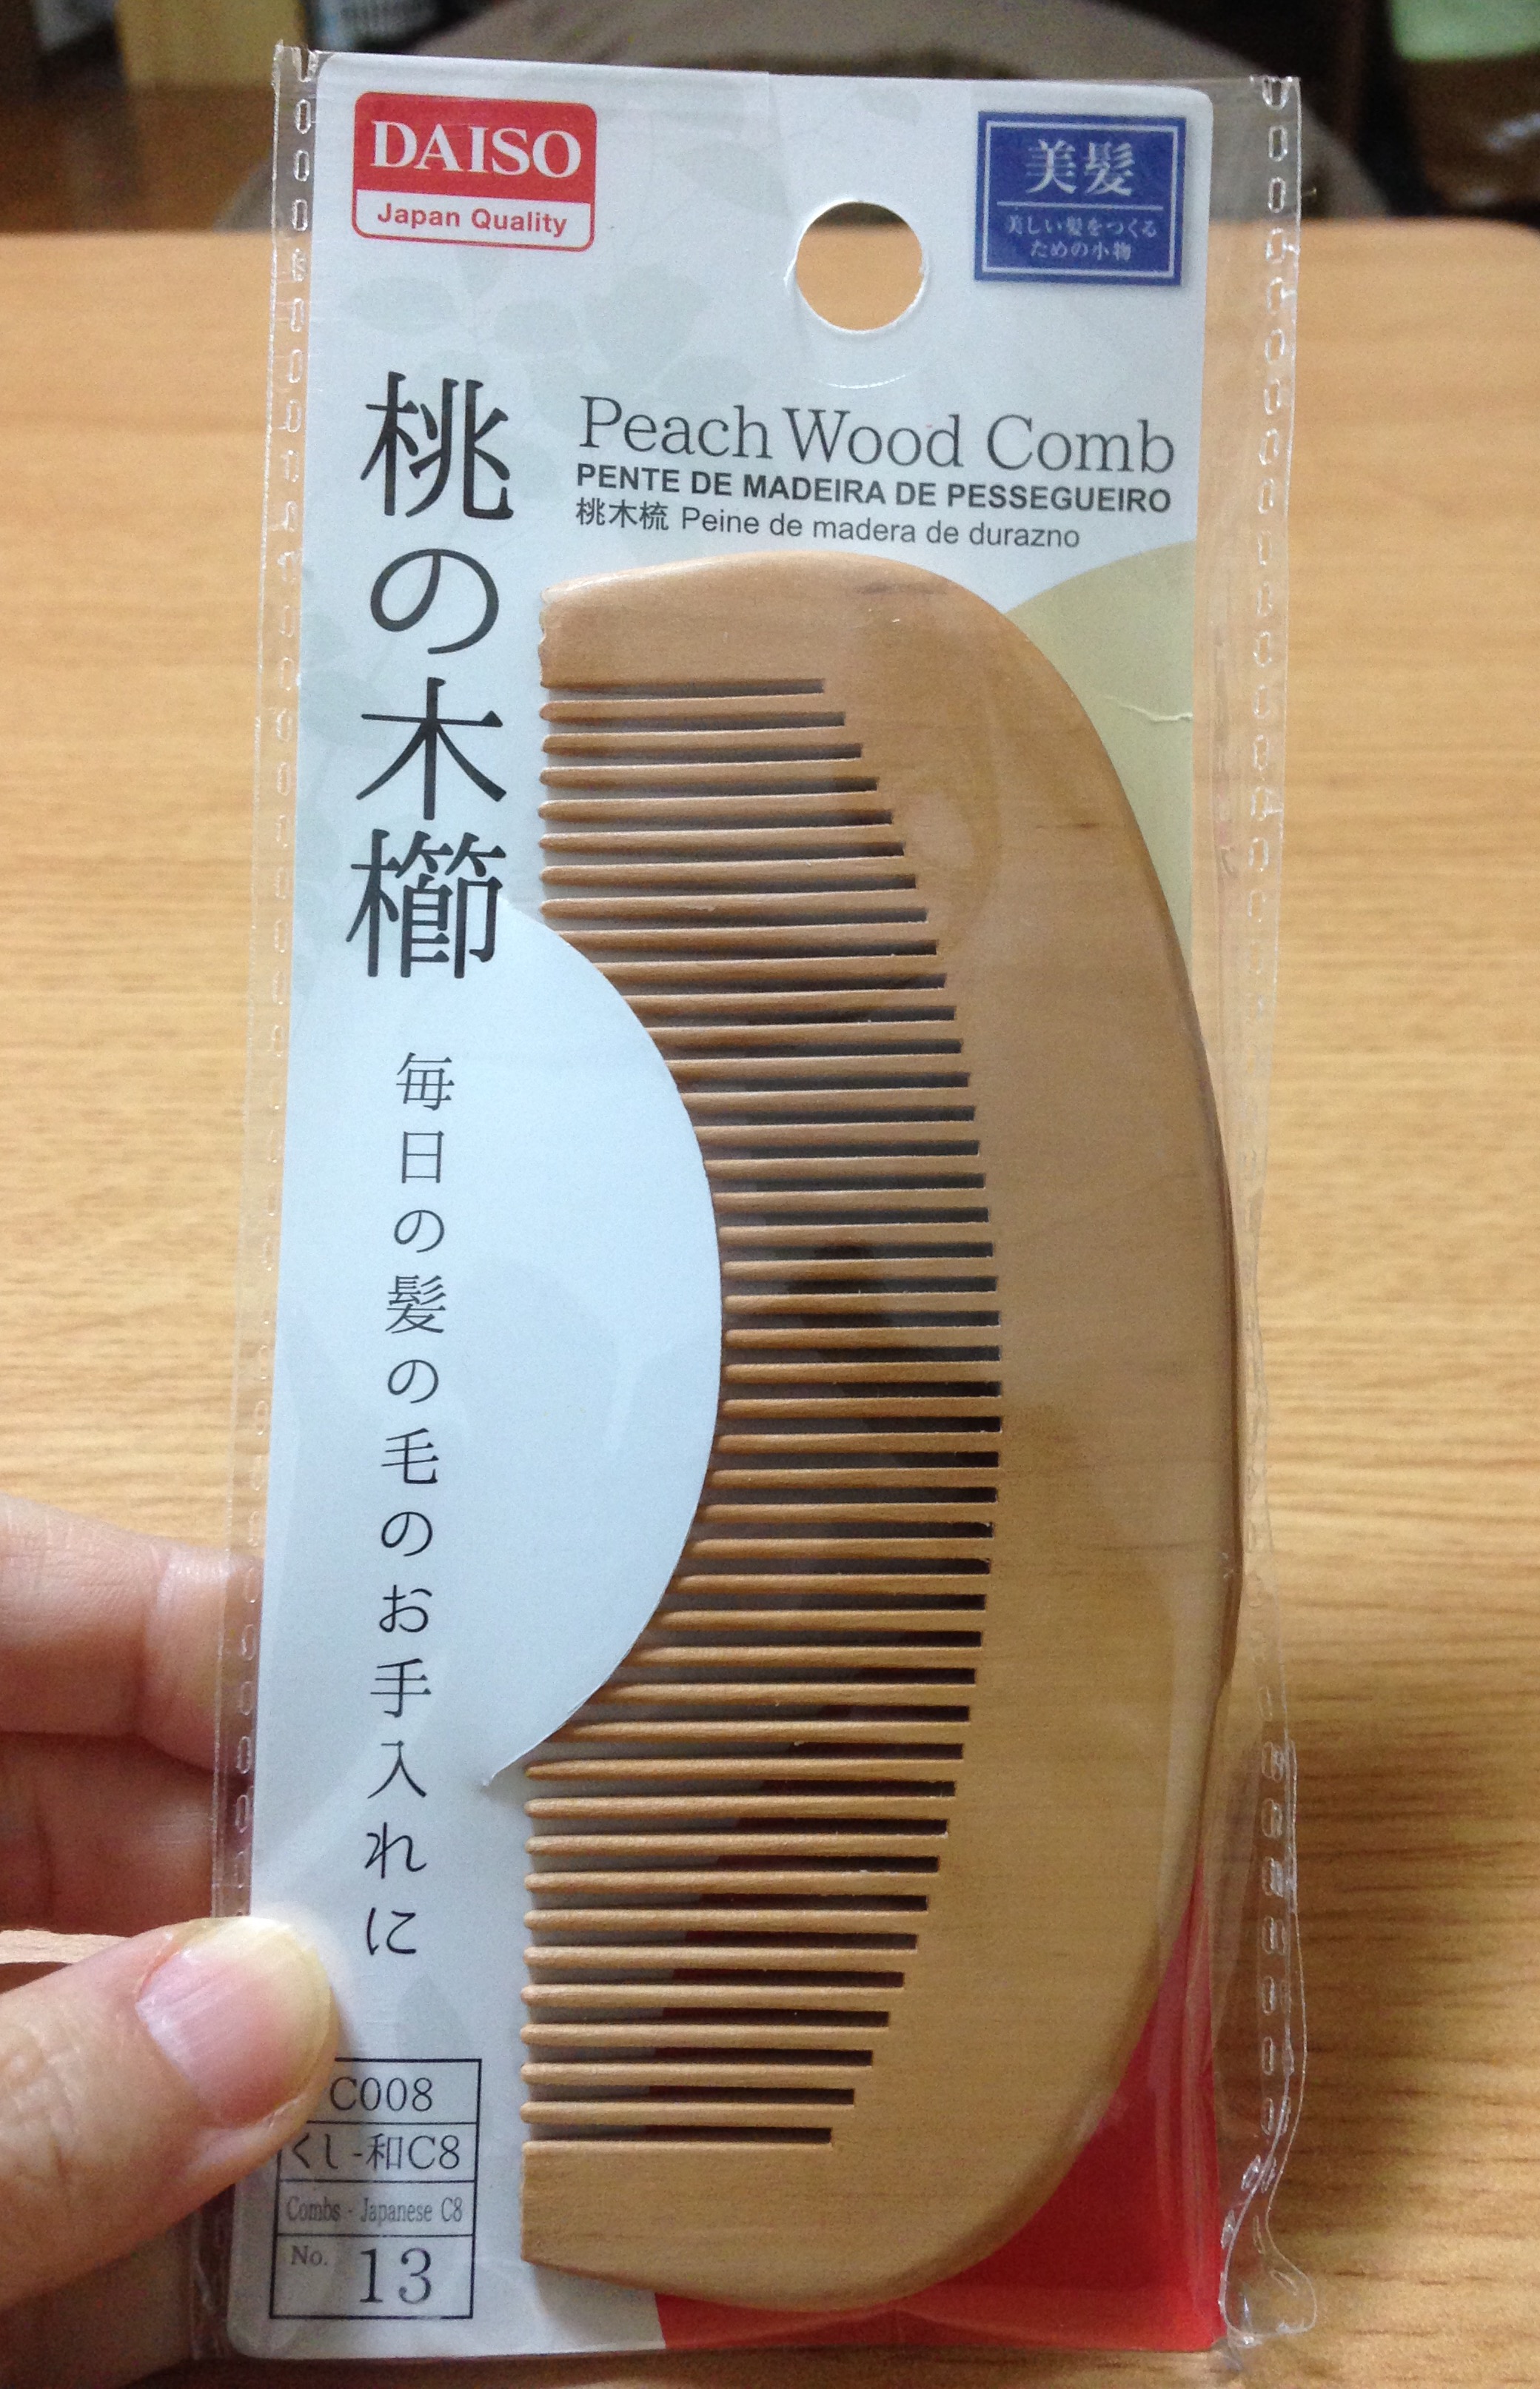 DAISO
Japan Quality
美髪
美しい髪をつくる
ための小物
Peach Wood Comb
PENTE DE MADEIRA DE PESSEGUEIRO
桃木梳 Peine de madera de durazno
桃の木櫛
毎日の髪の毛のお手入れに
C008
くし-和C8
Combs - Japanese C8
No. 13